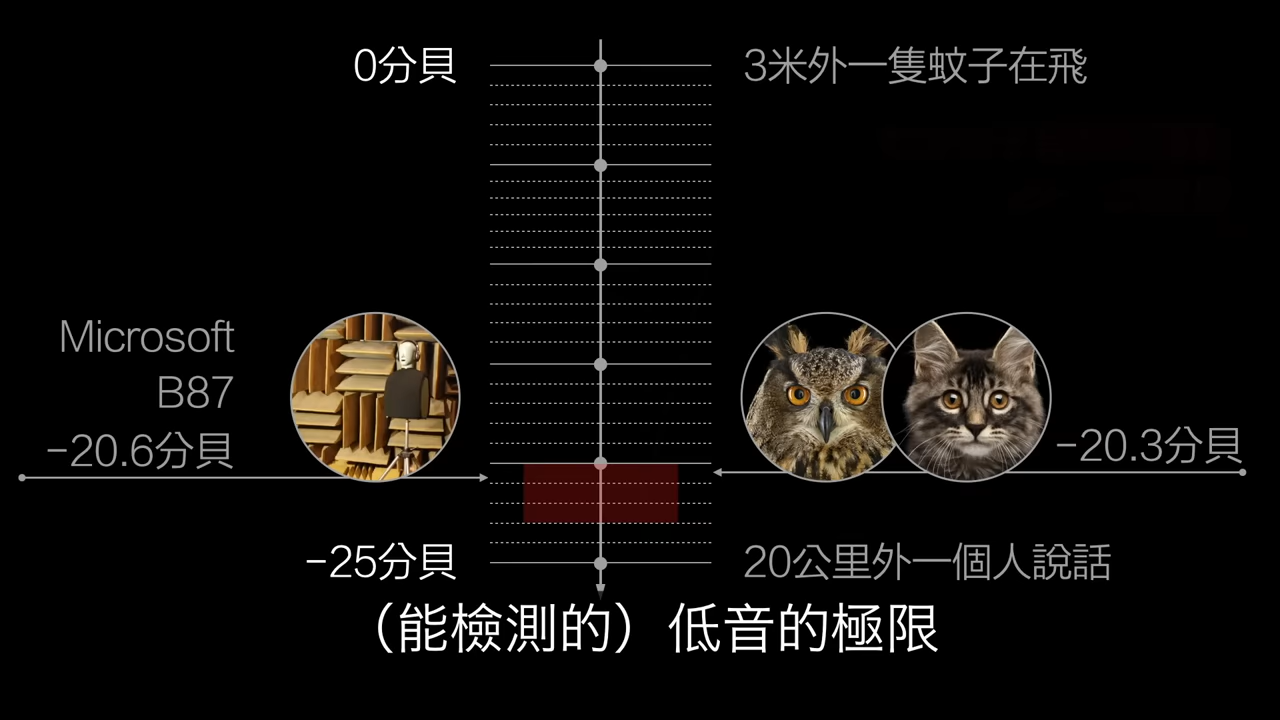 0分貝
3米外一隻蚊子在飛
Microsoft
B87
-20.6分貝
-20.3分貝
-25分貝
20公里外一個人說話
（能檢測的）低音的極限